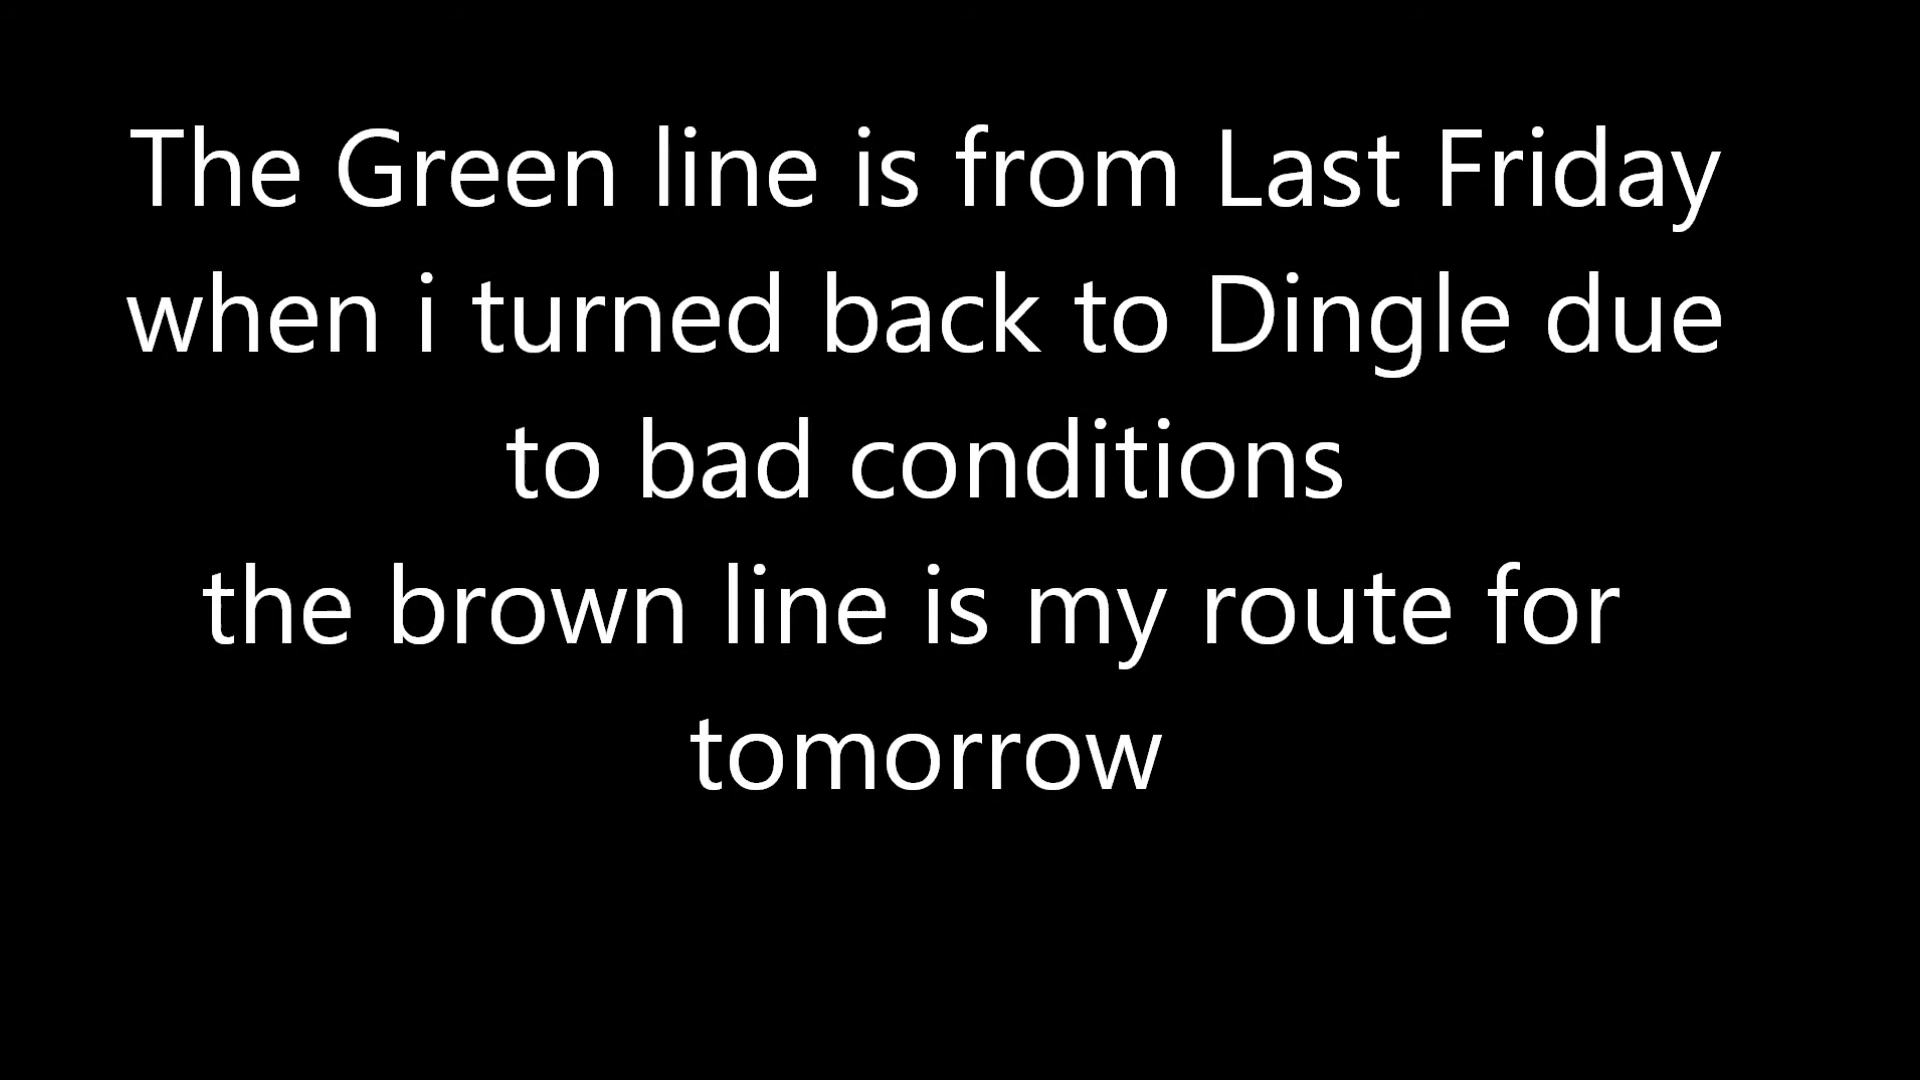 The Green line is from Last Friday
when i turned back to Dingle due
to bad conditions
the brown line is my route for
tomorrow